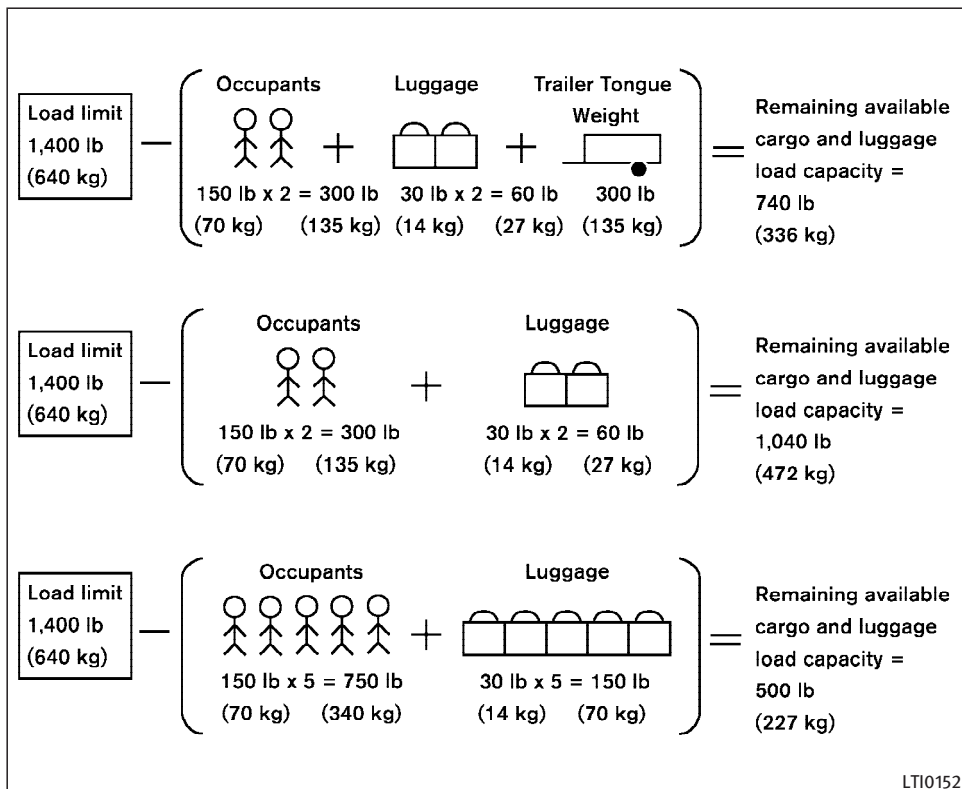 Occupants Luggage Trailer Tongue
Weight
Load limit
1,400 lb
(640 kg)
— + + =
150 lb x 2 = 300 lb 30 lb x 2 = 60 lb 300 lb
(70 kg) (135 kg) (14 kg) (27 kg) (135 kg)
Remaining available
cargo and luggage
load capacity =
740 lb
(336 kg)
Occupants Luggage
Load limit
1,400 lb
(640 kg)
— + =
150 lb x 2 = 300 lb 30 lb x 2 = 60 lb
(70 kg) (135 kg) (14 kg) (27 kg)
Remaining available
cargo and luggage
load capacity =
1,040 lb
(472 kg)
Occupants Luggage
Load limit
1,400 lb
(640 kg)
— + =
150 lb x 5 = 750 lb 30 lb x 5 = 150 lb
(70 kg) (340 kg) (14 kg) (70 kg)
Remaining available
cargo and luggage
load capacity =
500 lb
(227 kg)
LTI0152